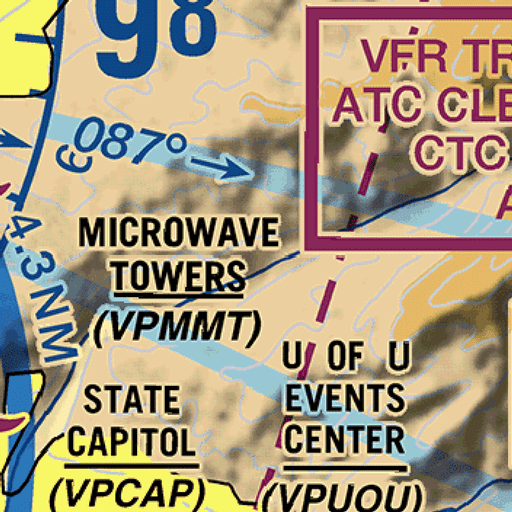 98
VFR TR
ATC CLE
CTC
A
087°
4.3 NM
MICROWAVE
TOWERS
(VPMMT)
U OF U
EVENTS
CENTER
(VPUOU)
STATE
CAPITOL
(VPCAP)